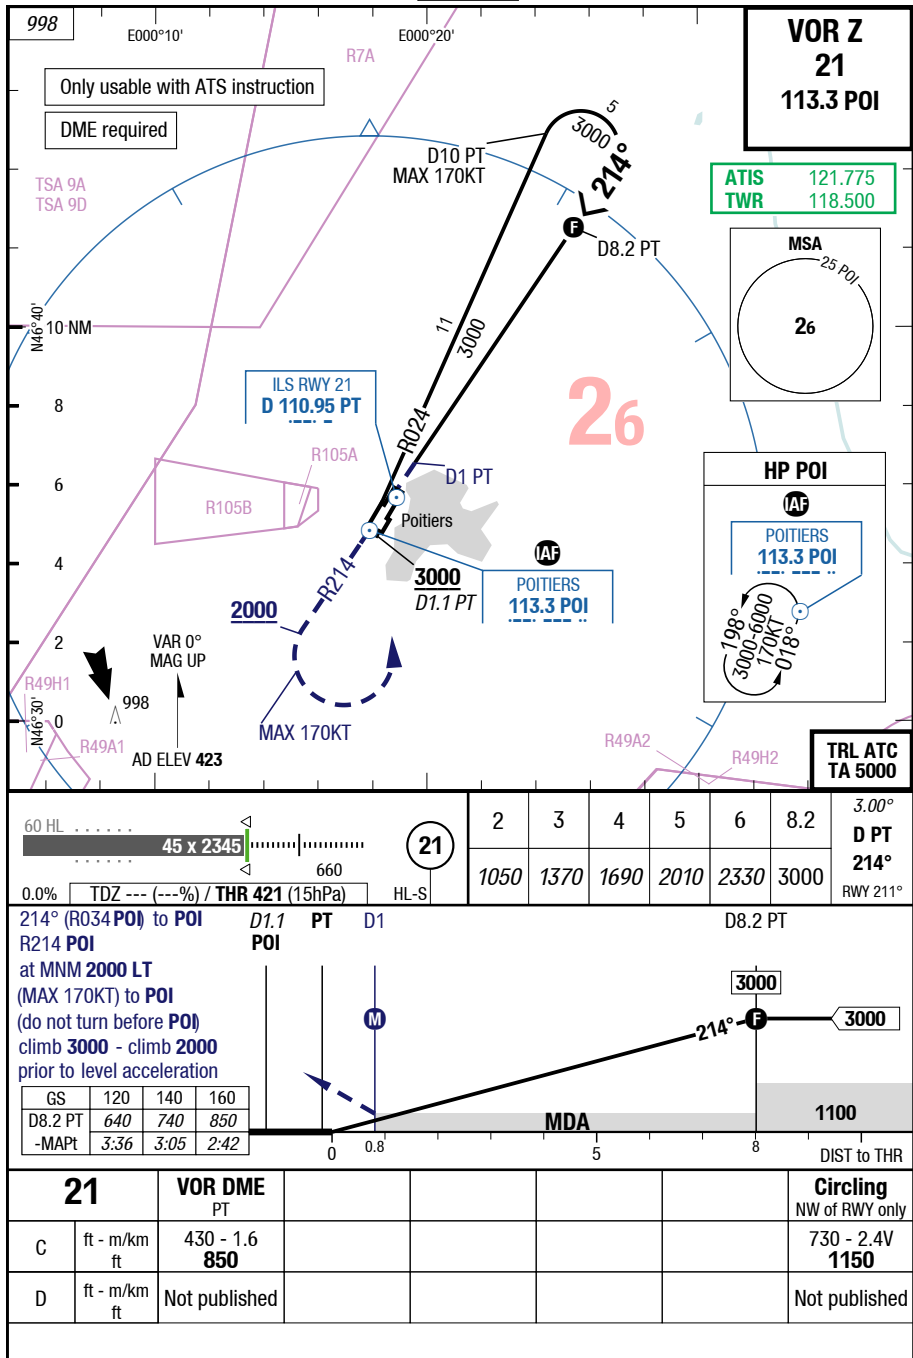 998
E000°10'
E000°20'
R7A
VOR Z
21
113.3 POI
Only usable with ATS instruction
DME required
5
3000
214°
D10 PT
MAX 170KT
ATIS 121.775
TWR 118.500
TSA 9A
TSA 9D
D8.2 PT
F
MSA
25 POI
26
N46°40'
10 NM
11
3000
ILS RWY 21
D 110.95 PT
26
8
R024
R105A
D1 PT
HP POI
IAF
6
R105B
Poitiers
POITIERS
113.3 POI
IAF
4
R214
3000
D1.1 PT
POITIERS
113.3 POI
198°
3000-6000
170KT
018°
2000
2
VAR 0°
MAG UP
R49H1
998
N46°30'
0
MAX 170KT
R49A1
AD ELEV 423
R49A2
R49H2
TRL ATC
TA 5000
60 HL
45 x 2345
660
21
0.0%
TDZ --- (---%) / THR 421 (15hPa)
HL-S
2 3 4 5 6 8.2
1050 1370 1690 2010 2330 3000
3.00°
D PT
214°
RWY 211°
214° (R034 POI) to POI
R214 POI
at MNM 2000 LT
(MAX 170KT) to POI
(do not turn before POI)
climb 3000 - climb 2000
prior to level acceleration
D1.1 PT D1
POI
D8.2 PT
3000
M
214°
F
3000
GS 120 140 160
D8.2 PT 640 740 850
-MAPt 3:36 3:05 2:42
MDA
1100
0 0.8 5 8 DIST to THR
21
VOR DME
PT
Circling
NW of RWY only
C
ft - m/km
ft
430 - 1.6
850
730 - 2.4V
1150
D
ft - m/km
ft
Not published
Not published